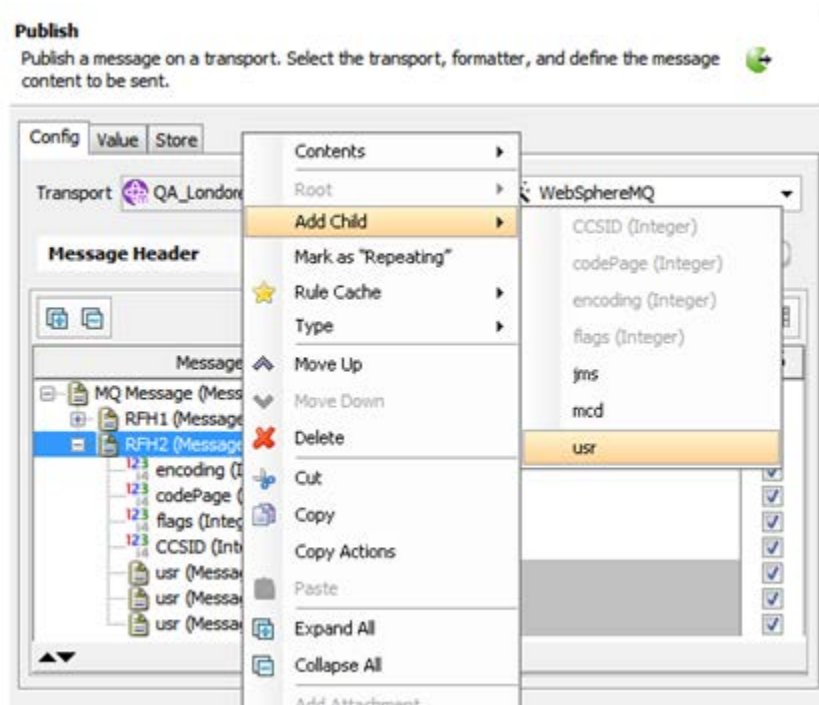 Publish
Publish a message on a transport. Select the transport, formatter, and define the message
content to be sent.
Config Value Store
Transport QA_Londor WebSphereMQ
Message Header
Message
MQ Message (Mess
RFH1 (Message
RFH2 (Message
encoding (I
codePage (
flags (Integ
CCSID (Int
usr (Messa
usr (Messa
usr (Messa
Contents
Root
Add Child
Mark as "Repeating"
Rule Cache
Type
Move Up
Move Down
Delete
Cut
Copy
Copy Actions
Paste
Expand All
Collapse All
Add Attachment
CCSID (Integer)
codePage (Integer)
encoding (Integer)
flags (Integer)
jms
mcd
usr